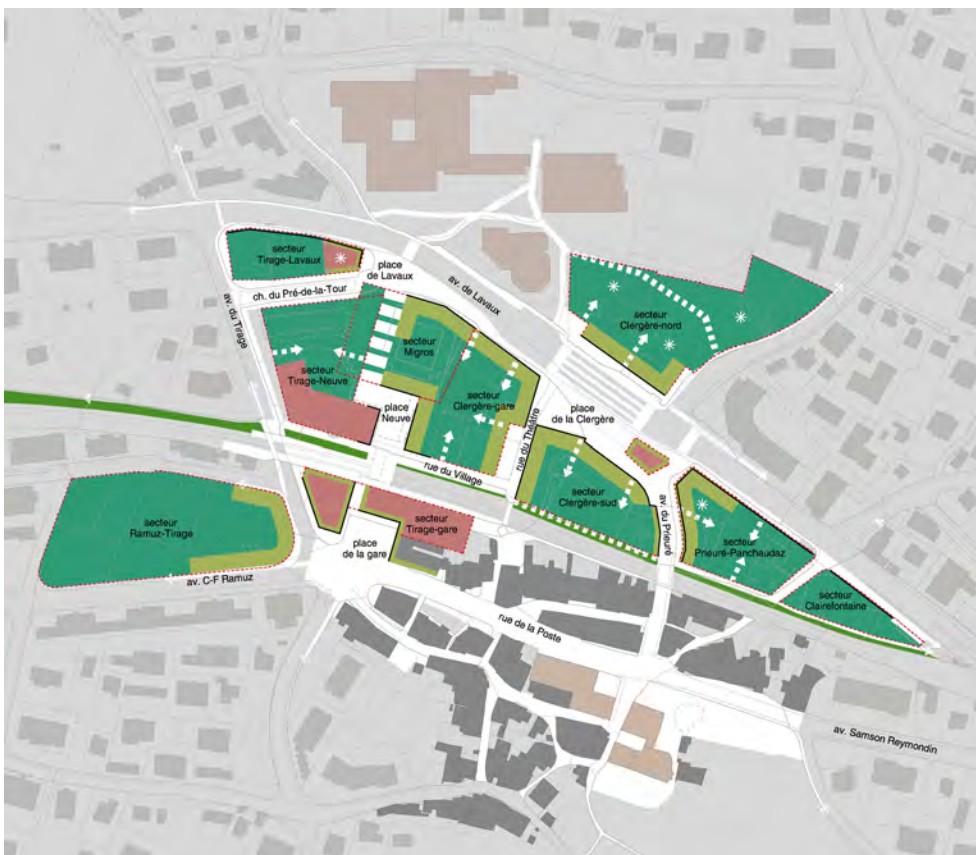 secteur
Tirage-Lavaux
place
de Lavaux
ch. du Pré-de-la-Tour
av. du Tirage
av. de Lavaux
secteur
Clergère-nord
secteur
Migros
secteur
Tirage-Neuve
secteur
Clergère-gare
place
Neuve
rue du Théâtre
place
de la Clergère
rue du Village
secteur
Clergère-sud
av. du Prieuré
secteur
Prieuré-Panchaudaz
secteur
Ramuz-Tirage
secteur
Tirage-gare
place
de la gare
av. C-F Ramuz
secteur
Clairefontaine
rue de la Poste
av. Samson Reymondin